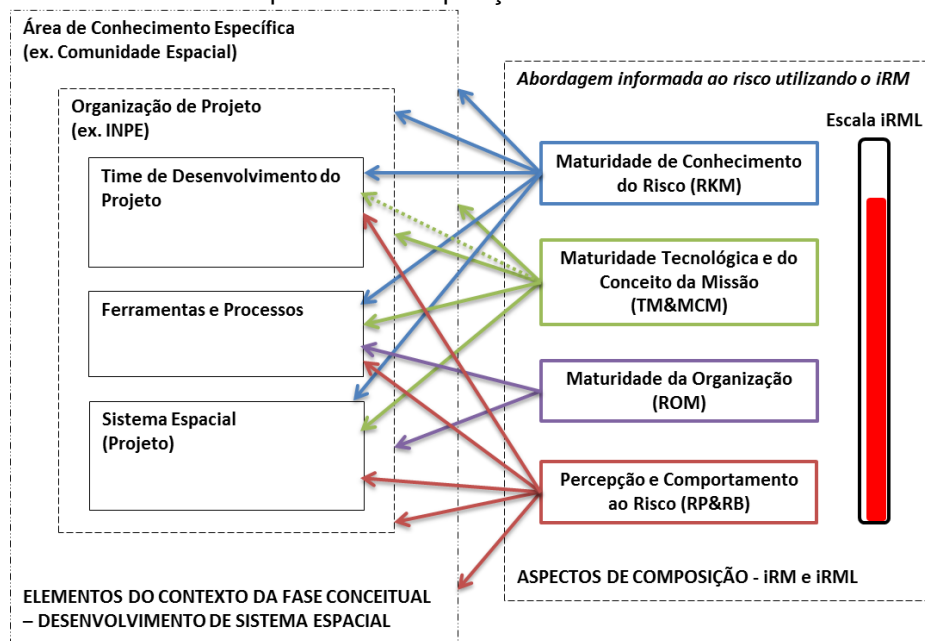 Área de Conhecimento Específica
(ex. Comunidade Espacial)
Organização de Projeto
(ex. INPE)
Time de Desenvolvimento do
Projeto
Ferramentas e Processos
Sistema Espacial
(Projeto)
ELEMENTOS DO CONTEXTO DA FASE CONCEITUAL
– DESENVOLVIMENTO DE SISTEMA ESPACIAL
Abordagem informada ao risco utilizando o iRM
Escala iRML
Maturidade de Conhecimento
do Risco (RKM)
Maturidade Tecnológica e do
Conceito da Missão
(TM&MCM)
Maturidade da Organização
(ROM)
Percepção e Comportamento
ao Risco (RP&RB)
ASPECTOS DE COMPOSIÇÃO - iRM e iRML